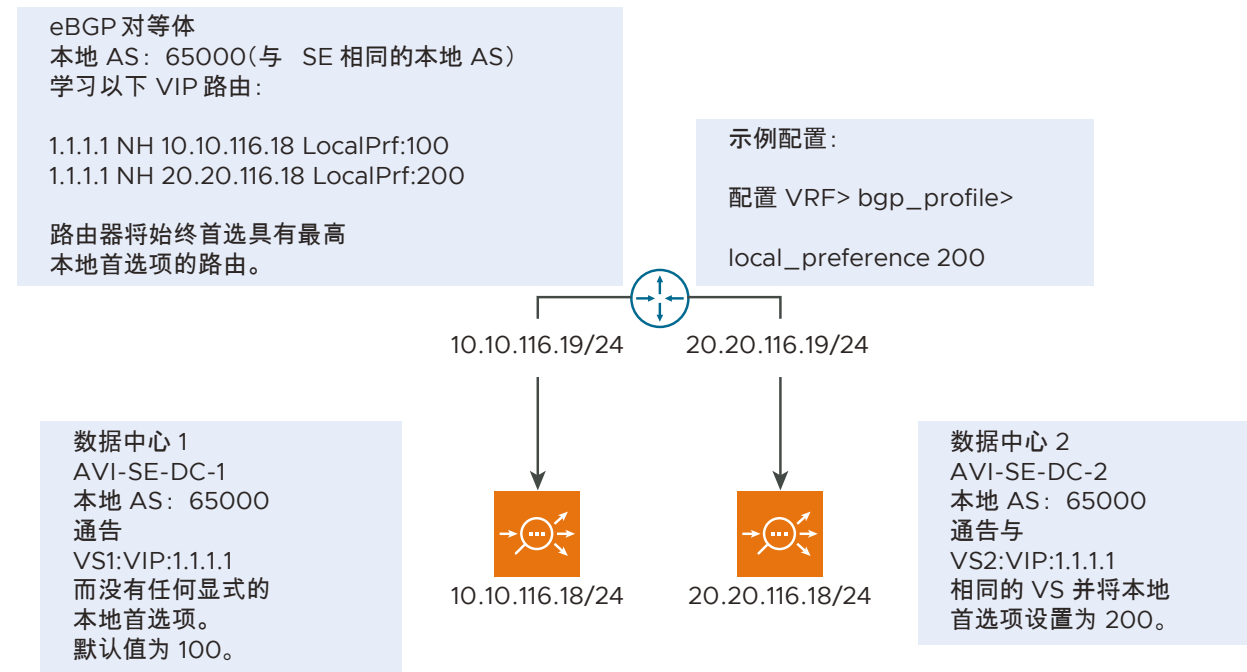 eBGP 对等体
本地 AS：65000（与 SE 相同的本地 AS）
学习以下 VIP 路由：
1.1.1.1 NH 10.10.116.18 LocalPrf:100
1.1.1.1 NH 20.20.116.18 LocalPrf:200
路由器将始终首选具有最高
本地首选项的路由。
示例配置：
配置 VRF> bgp_profile>
local_preference 200
10.10.116.19/24
20.20.116.19/24
数据中心 1
AVI-SE-DC-1
本地 AS：65000
通告
VS1:VIP:1.1.1.1
而没有任何显式的
本地首选项。
默认值为 100。
10.10.116.18/24
20.20.116.18/24
数据中心 2
AVI-SE-DC-2
本地 AS：65000
通告与
VS2:VIP:1.1.1.1
相同的 VS 并将本地
首选项设置为 200。